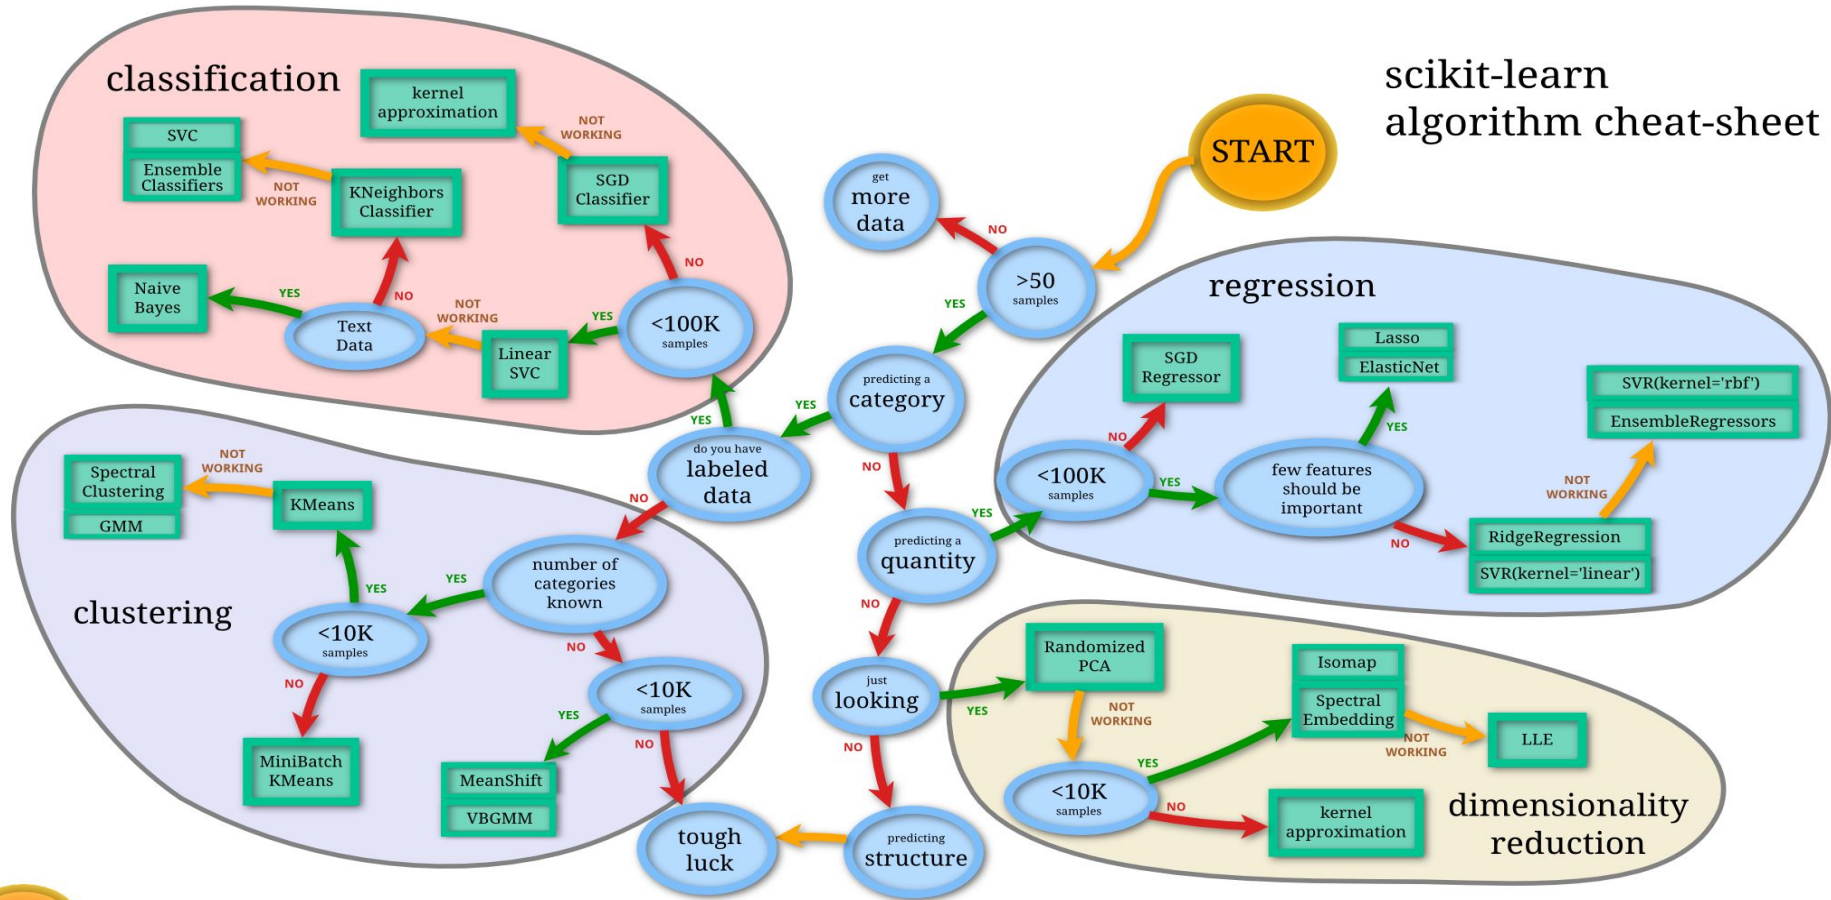 scikit-learn
algorithm cheat-sheet
START
>50
samples
NO
get
more
data
YES
predicting a
category
YES
do you have
labeled
data
YES
NO
NO
predicting a
quantity
YES
NO
just
looking
YES
NO
predicting
structure
tough
luck
classification
<100K
samples
NO
SGD
Classifier
NOT
WORKING
kernel
approximation
YES
Linear
SVC
NOT
WORKING
Text
Data
YES
Naive
Bayes
NO
KNeighbors
Classifier
NOT
WORKING
SVC
Ensemble
Classifiers
regression
<100K
samples
NO
SGD
Regressor
YES
few features
should be
important
YES
Lasso
ElasticNet
NO
RidgeRegression
SVR(kernel='linear')
NOT
WORKING
SVR(kernel='rbf')
EnsembleRegressors
clustering
number of
categories
known
YES
<10K
samples
YES
KMeans
NOT
WORKING
Spectral
Clustering
GMM
NO
MiniBatch
KMeans
NO
<10K
samples
YES
MeanShift
VBGMM
NO
dimensionality
reduction
Randomized
PCA
NOT
WORKING
<10K
samples
YES
Isomap
Spectral
Embedding
NOT
WORKING
LLE
NO
kernel
approximation